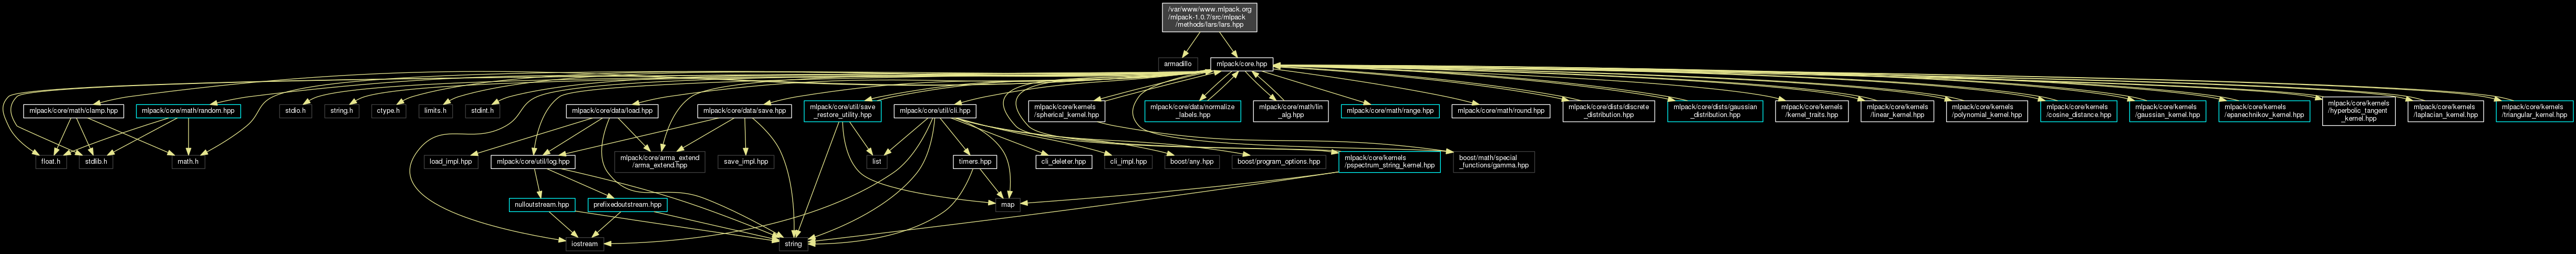 /var/www/www.mlpack.org
/mlpack-1.0.7/src/mlpack
/methods/lars/lars.hpp
armadillo
mlpack/core.hpp
mlpack/core/math/clamp.hpp
mlpack/core/math/random.hpp
stdio.h
string.h
ctype.h
limits.h
stdint.h
mlpack/core/data/load.hpp
mlpack/core/data/save.hpp
mlpack/core/util/save
_restore_utility.hpp
mlpack/core/util/cli.hpp
mlpack/core/kernels
/spherical_kernel.hpp
mlpack/core/data/normalize
_labels.hpp
mlpack/core/math/lin
_alg.hpp
mlpack/core/math/range.hpp
mlpack/core/math/round.hpp
mlpack/core/dists/discrete
_distribution.hpp
mlpack/core/dists/gaussian
_distribution.hpp
mlpack/core/kernels
/kernel_traits.hpp
mlpack/core/kernels
/linear_kernel.hpp
mlpack/core/kernels
/polynomial_kernel.hpp
mlpack/core/kernels
/cosine_distance.hpp
mlpack/core/kernels
/gaussian_kernel.hpp
mlpack/core/kernels
/epanechnikov_kernel.hpp
mlpack/core/kernels
/hyperbolic_tangent
_kernel.hpp
mlpack/core/kernels
/laplacian_kernel.hpp
mlpack/core/kernels
/triangular_kernel.hpp
float.h
stdlib.h
math.h
load_impl.hpp
mlpack/core/util/log.hpp
mlpack/core/arma_extend
/arma_extend.hpp
save_impl.hpp
list
timers.hpp
cli_deleter.hpp
cli_impl.hpp
boost/any.hpp
boost/program_options.hpp
mlpack/core/kernels
/pspectrum_string_kernel.hpp
boost/math/special
_functions/gamma.hpp
nulloutstream.hpp
prefixedoutstream.hpp
map
iostream
string